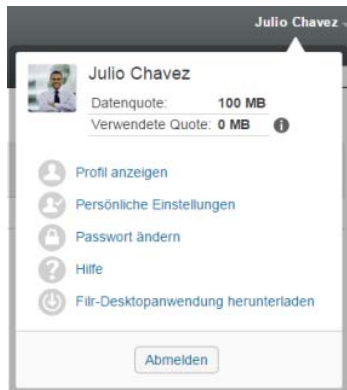 Julio Chavez
Julio Chavez
Datenquote: 100 MB
Verwendete Quote: 0 MB
Profil anzeigen
Persönliche Einstellungen
Passwort ändern
Hilfe
Filr-Desktopanwendung herunterladen
Abmelden